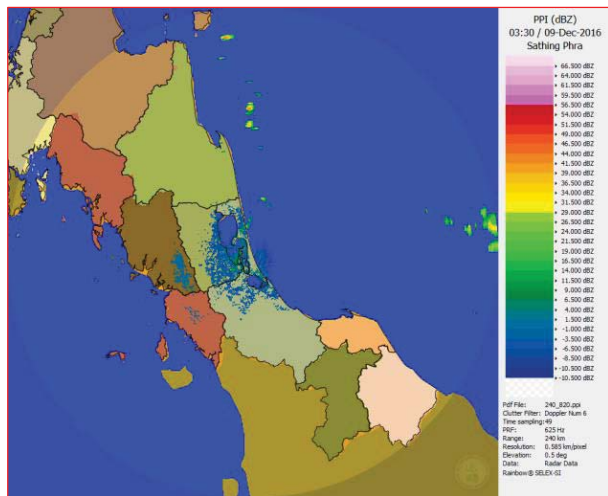 PPI (dBZ)
03:30 / 09-Dec-2016
Sathing Phra
66.500 dBZ
64.000 dBZ
61.500 dBZ
59.500 dBZ
56.500 dBZ
54.000 dBZ
51.500 dBZ
49.000 dBZ
46.500 dBZ
44.000 dBZ
41.500 dBZ
39.000 dBZ
36.500 dBZ
34.000 dBZ
31.500 dBZ
29.000 dBZ
26.500 dBZ
24.000 dBZ
21.500 dBZ
19.000 dBZ
16.500 dBZ
14.000 dBZ
11.500 dBZ
9.000 dBZ
6.500 dBZ
4.000 dBZ
1.500 dBZ
-1.000 dBZ
-3.500 dBZ
-6.500 dBZ
-8.500 dBZ
-10.500 dBZ
-10.500 dBZ
Pdf File: 240_820.ppi
Clutter Filter: Doppler Num 6
Time sampling: 49
PRF: 625 Hz
Range: 240 km
Resolution: 0.585 km/pixel
Elevation: 0.5 deg
Data: Radar Data
Rainbow® SELEX-SI